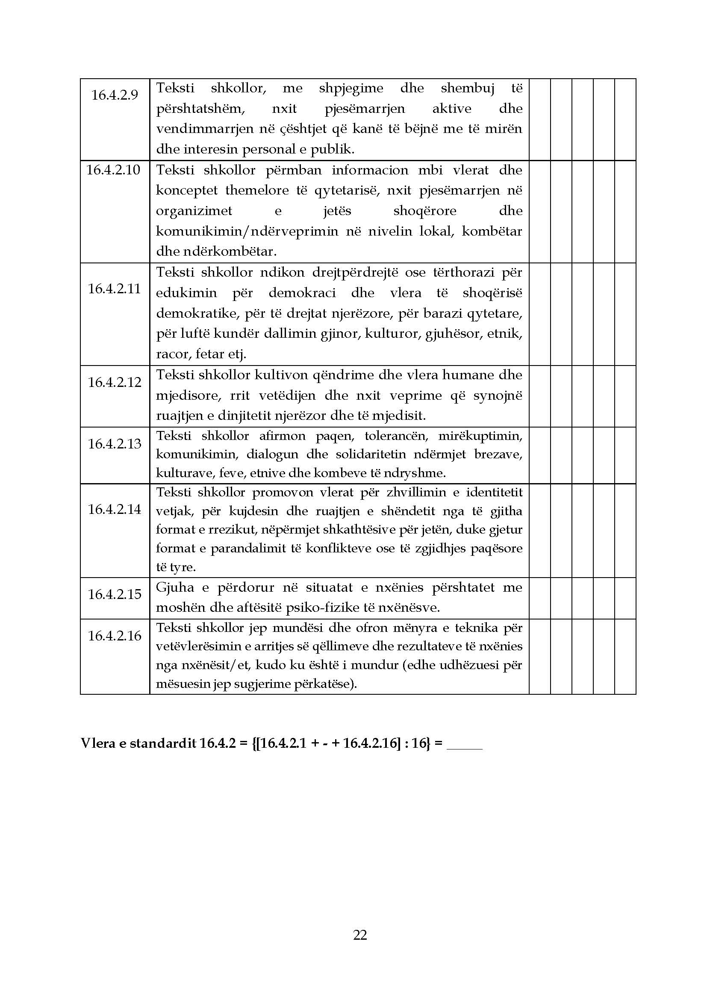 16.4.2.9
Teksti shkollor, me shpjegime dhe shembuj të
përshtatshëm, nxit pjesëmarrjen aktive dhe
vendimmarrjen në çështjet që kanë të bëjnë me të mirën
dhe interesin personal e publik.
16.4.2.10
Teksti shkollor përmban informacion mbi vlerat dhe
konceptet themelore të qytetarisë, nxit pjesëmarrjen në
organizimet e jetës shoqërore dhe
komunikimin/ndërveprimin në nivelin lokal, kombëtar
dhe ndërkombëtar.
16.4.2.11
Teksti shkollor ndikon drejtpërdrejtë ose tërthorazi për
edukimin për demokraci dhe vlera të shoqërisë
demokratike, për të drejtat njerëzore, për barazi qytetare,
për luftë kundër dallimin gjinor, kulturor, gjuhësor, etnik,
racor, fetar etj.
16.4.2.12
Teksti shkollor kultivon qëndrime dhe vlera humane dhe
mjedisore, rrit vetëdijen dhe nxit veprime që synojnë
ruajtjen e dinjitetit njerëzor dhe të mjedisit.
16.4.2.13
Teksti shkollor afirmon paqen, tolerancën, mirëkuptimin,
komunikimin, dialogun dhe solidaritetin ndërmjet brezave,
kulturave, feve, etnive dhe kombeve të ndryshme.
16.4.2.14
Teksti shkollor promovon vlerat për zhvillimin e identitetit
vetjak, për kujdesin dhe ruajtjen e shëndetit nga të gjitha
format e rrezikut, nëpërmjet shkathtësive për jetën, duke gjetur
format e parandalimit të konflikteve ose të zgjidhjes paqësore
të tyre.
16.4.2.15
Gjuha e përdorur në situatat e nxënies përshtatet me
moshën dhe aftësitë psiko-fizike të nxënësve.
16.4.2.16
Teksti shkollor jep mundësi dhe ofron mënyra e teknika për
vetëvlerësimin e arritjes së qëllimeve dhe rezultateve të nxënies
nga nxënësit/et, kudo ku është i mundur (edhe udhëzuesi për
mësuesin jep sugjerime përkatëse).
Vlera e standardit 16.4.2 = {[16.4.2.1 + - + 16.4.2.16] : 16} = _____
22